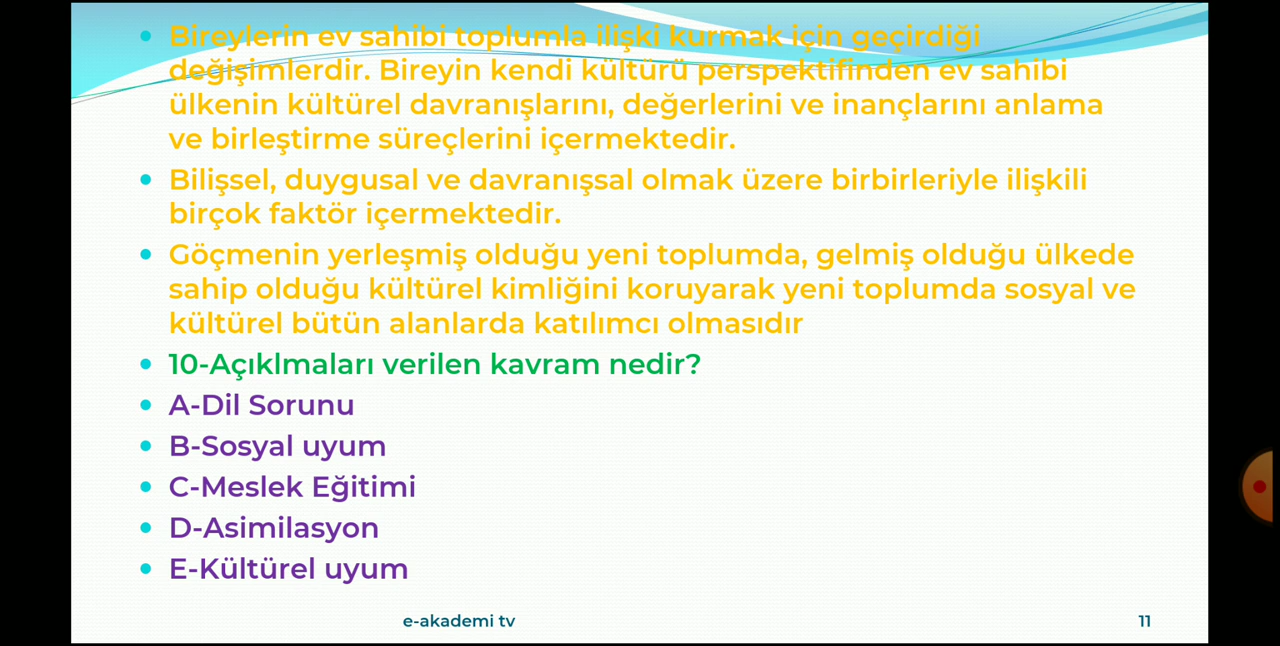 Bireylerin ev sahibi toplumla ilişki kurmak için geçirdiği
değişimlerdir. Bireyin kendi kültürü perspektifinden ev sahibi
ülkenin kültürel davranışlarını, değerlerini ve inançlarını anlama
ve birleştirme süreçlerini içermektedir.
Bilişsel, duygusal ve davranışsal olmak üzere birbirleriyle ilişkili
birçok faktör içermektedir.
Göçmenin yerleşmiş olduğu yeni toplumda, gelmiş olduğu ülkede
sahip olduğu kültürel kimliğini koruyarak yeni toplumda sosyal ve
kültürel bütün alanlarda katılımcı olmasıdır
10-Açıklmaları verilen kavram nedir?
A-Dil Sorunu
B-Sosyal uyum
C-Meslek Eğitimi
D-Asimilasyon
E-Kültürel uyum
e-akademi tv
11